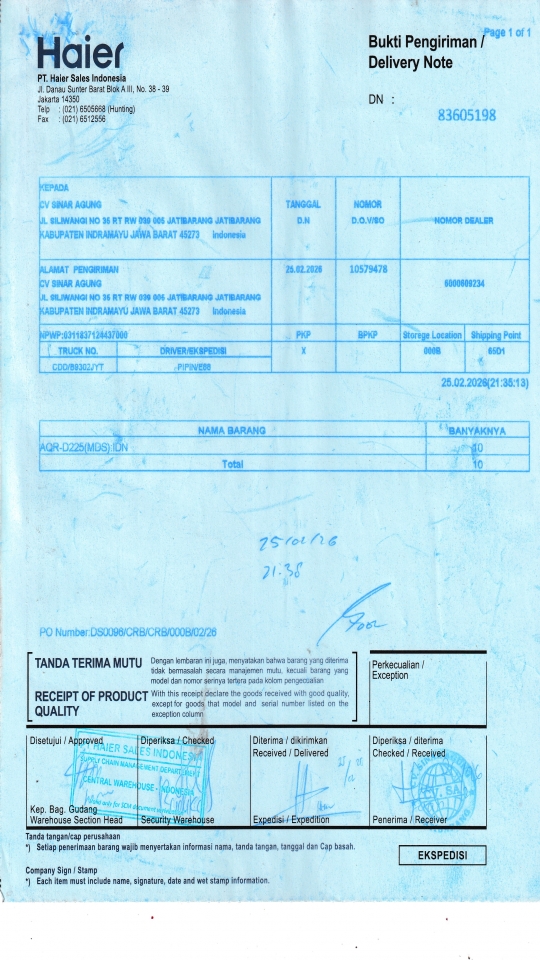 Page 1 of 1
Haier
PT. Haier Sales Indonesia
Jl. Danau Sunter Barat Blok A III, No. 38 - 39
Jakarta 14350
Telp : (021) 6505668 (Hunting)
Fax : (021) 6512556
Bukti Pengiriman /
Delivery Note
DN :
83605198
KEPADA
CV SINAR AGUNG
JL SILIWANGI NO 36 RT RW 039 005 JATIBARANG JATIBARANG
KABUPATEN INDRAMAYU JAWA BARAT 45273 Indonesia
TANGGAL
D.N
NOMOR
D.O./SO
NOMOR DEALER
ALAMAT PENGIRIMAN
CV SINAR AGUNG
JL SILIWANGI NO 36 RT RW 039 005 JATIBARANG JATIBARANG
KABUPATEN INDRAMAYU JAWA BARAT 45273 Indonesia
25.02.2026
10579478
NPWP:0311837124437000
PKP
BPKP
Storege Location
Shipping Point
TRUCK NO.
DRIVER/EKSPEDISI
X
000B
65D1
25.02.2026(21:35:13)
NAMA BARANG
BANYAKNYA
AQR-D225(MDS):IDN
10
Total
10
25/02/26
21.38
PO Number:DS0096/CRB/CRB/000B/02/26
TANDA TERIMA MUTU
Dengan lembaran ini juga, menyatakan bahwa barang yang diterima
tidak bermasalah secara manajemen mutu, kecuali barang yang
model dan nomor serinya tertera pada kolom pengecualian
RECEIPT OF PRODUCT
QUALITY
With this receipt declare the goods received with good quality,
except for goods that model and serial number listed on the
exception column
Perkecualian /
Exception
Disetujui / Approved
Diperiksa / Checked
Diterima / dikirimkan
Received / Delivered
Diperiksa / diterima
Checked / Received
HAIER SALES INDONESIA
SUPPLY CHAIN MANAGEMENT DEPARTMENT
CENTRAL WAREHOUSE - INDONESIA
Kep. Bag. Gudang
Warehouse Section Head
Security Warehouse
Expedisi / Expedition
Penerima / Receiver
Tanda tangan/cap perusahaan
*) Setiap penerimaan barang wajib menyertakan informasi nama, tanda tangan, tanggal dan Cap basah.
EKSPEDISI
Company Sign / Stamp
*) Each item must include name, signature, date and wet stamp information.